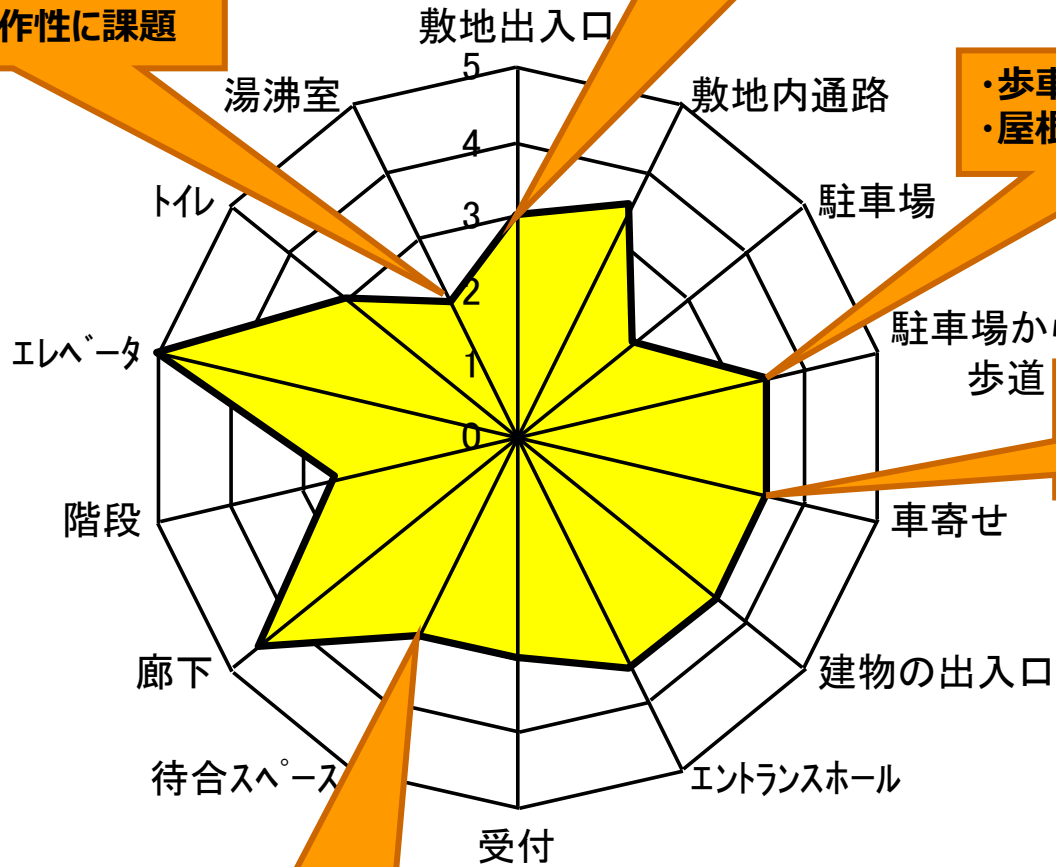 作性に課題
敷地出入口
敷地内通路
・歩車
・屋根
駐車場
駐車場か
歩道
車寄せ
建物の出入口
エントランスホール
受付
待合スペース
廊下
階段
エレベータ
トイレ
湯沸室
5
4
3
2
1
0